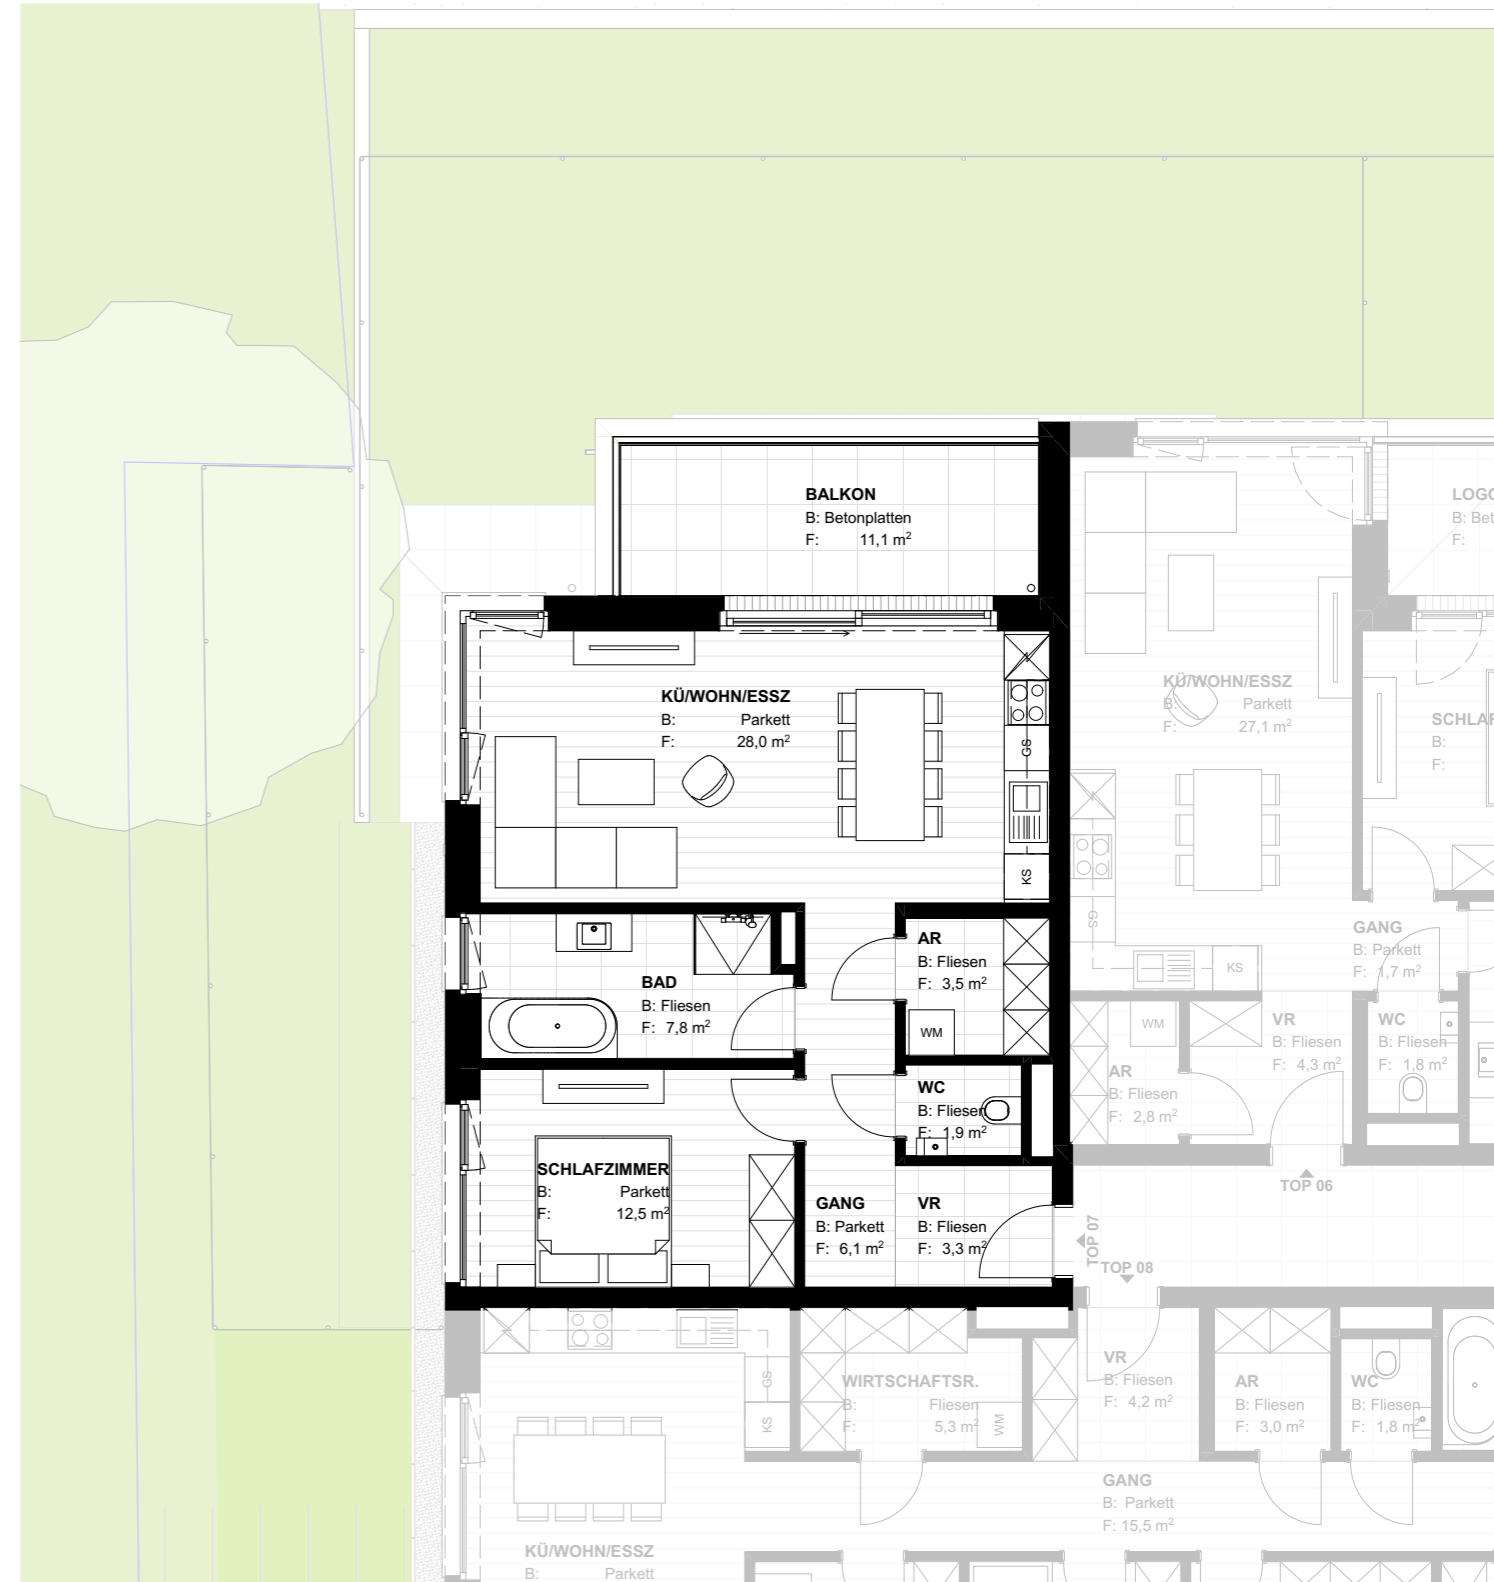 BALKON
B: Betonplatten
F: 11,1 m²
LOGG
B: Bet
F:
KÜ/WOHN/ESSZ
B: Parkett
F: 28,0 m²
GS
KS
KÜ/WOHN/ESSZ
B: Parkett
F: 27,1 m²
SCHLAF
B:
F:
GS
KS
BAD
B: Fliesen
F: 7,8 m²
AR
B: Fliesen
F: 3,5 m²
WM
GANG
B: Parkett
F: 1,7 m²
WM
VR
B: Fliesen
F: 4,3 m²
WC
B: Fliesen
F: 1,8 m²
AR
B: Fliesen
F: 2,8 m²
WC
B: Fliesen
F: 1,9 m²
SCHLAFZIMMER
B: Parkett
F: 12,5 m²
GANG
B: Parkett
F: 6,1 m²
VR
B: Fliesen
F: 3,3 m²
TOP 06
TOP 07
TOP 08
GS
KS
WIRTSCHAFTSR.
B: Fliesen
F: 5,3 m²
WM
VR
B: Fliesen
F: 4,2 m²
AR
B: Fliesen
F: 3,0 m²
WC
B: Fliesen
F: 1,8 m²
GANG
B: Parkett
F: 15,5 m²
KÜ/WOHN/ESSZ
B: Parkett